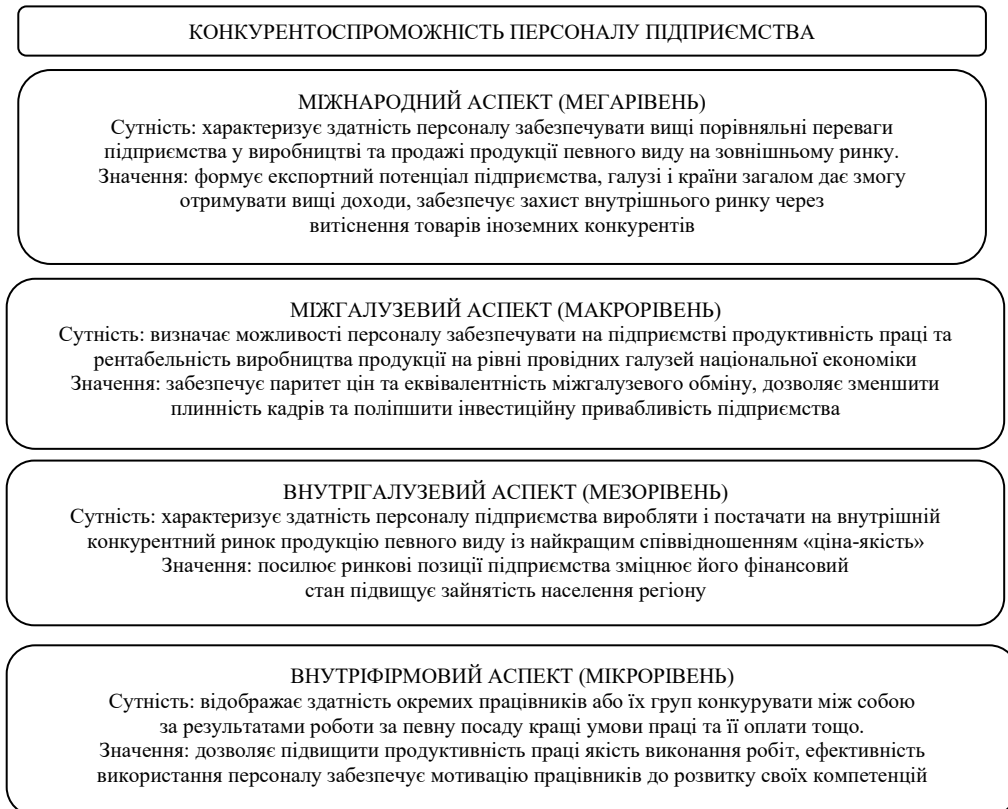 КОНКУРЕНТОСПРОМОЖНІСТЬ ПЕРСОНАЛУ ПІДПРИЄМСТВА
МІЖНАРОДНИЙ АСПЕКТ (МЕГАРІВЕНЬ)
Сутність: характеризує здатність персоналу забезпечувати вищі порівняльні переваги
підприємства у виробництві та продажі продукції певного виду на зовнішньому ринку.
Значення: формує експортний потенціал підприємства, галузі і країни загалом дає змогу
отримувати вищі доходи, забезпечує захист внутрішнього ринку через
витіснення товарів іноземних конкурентів
МІЖГАЛУЗЕВИЙ АСПЕКТ (МАКРОРІВЕНЬ)
Сутність: визначає можливості персоналу забезпечувати на підприємстві продуктивність праці та
рентабельність виробництва продукції на рівні провідних галузей національної економіки
Значення: забезпечує паритет цін та еквівалентність міжгалузевого обміну, дозволяє зменшити
плинність кадрів та поліпшити інвестиційну привабливість підприємства
ВНУТРІГАЛУЗЕВИЙ АСПЕКТ (МЕЗОРІВЕНЬ)
Сутність: характеризує здатність персоналу підприємства виробляти і постачати на внутрішній
конкурентний ринок продукцію певного виду із найкращим співвідношенням «ціна-якість»
Значення: посилює ринкові позиції підприємства зміцнює його фінансовий
стан підвищує зайнятість населення регіону
ВНУТРІФІРМОВИЙ АСПЕКТ (МІКРОРІВЕНЬ)
Сутність: відображає здатність окремих працівників або їх груп конкурувати між собою
за результатами роботи за певну посаду кращі умови праці та її оплати тощо.
Значення: дозволяє підвищити продуктивність праці якість виконання робіт, ефективність
використання персоналу забезпечує мотивацію працівників до розвитку своїх компетенцій